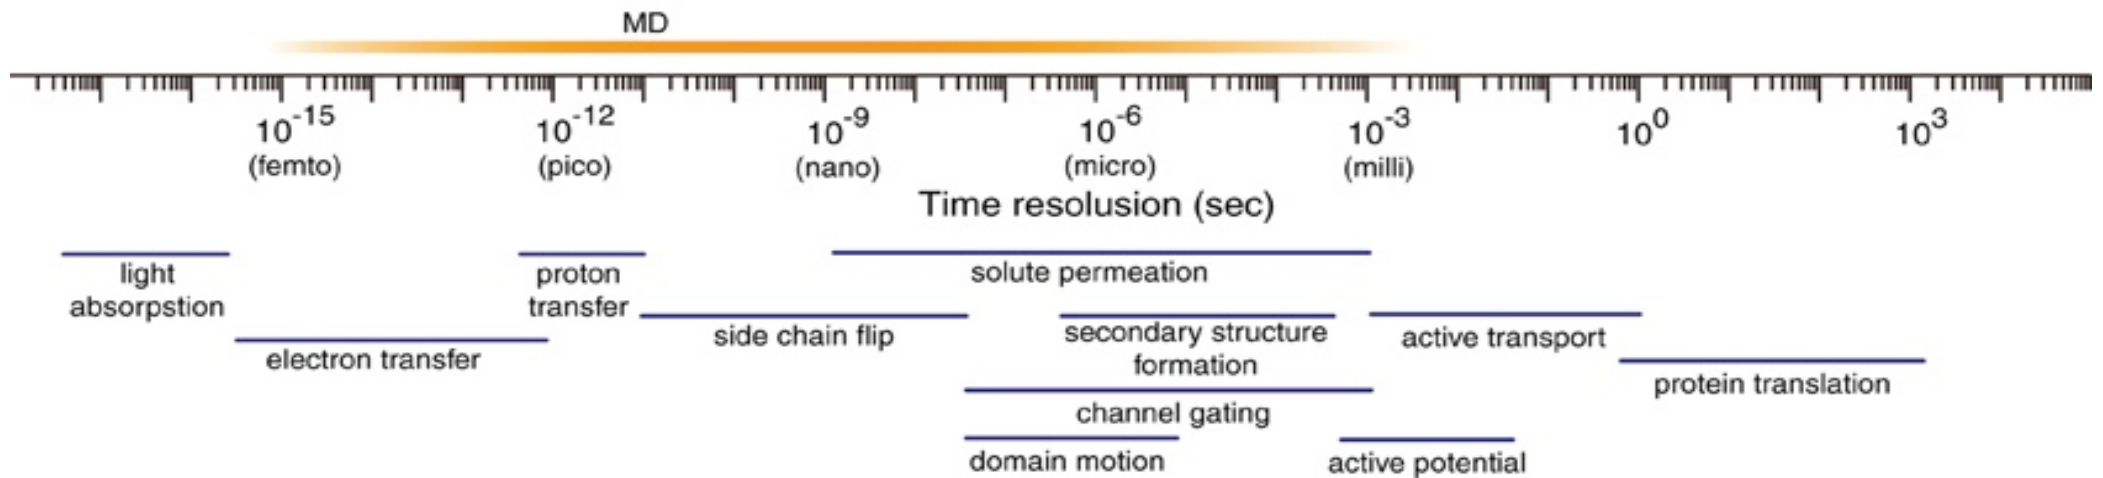 MD
10^-15 10^-12 10^-9 10^-6 10^-3 10^0 10^3
(femto) (pico) (nano) (micro) (milli)
Time resolusion (sec)
light
absorpstion
proton
transfer
solute permeation
electron transfer
side chain flip
secondary structure
formation
active transport
protein translation
channel gating
domain motion
active potential